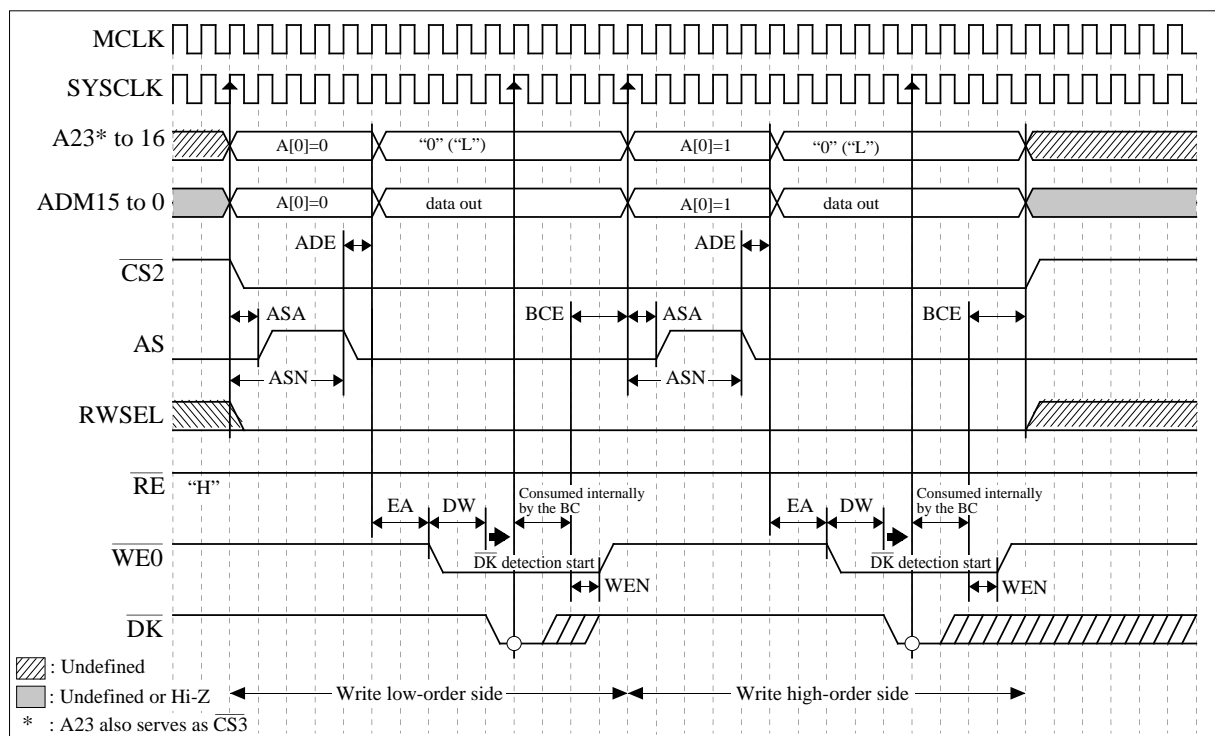 MCLK
SYSCLK
A23* to 16
A[0]=0
“0” (“L”)
A[0]=1
“0” (“L”)
ADM15 to 0
A[0]=0
data out
A[0]=1
data out
ADE
ADE
CS2
ASA
BCE
ASA
BCE
AS
ASN
ASN
RWSEL
RE
“H”
EA
DW
Consumed internally
by the BC
EA
DW
Consumed internally
by the BC
WE0
DK detection start
DK detection start
WEN
WEN
DK
: Undefined
: Undefined or Hi-Z
* : A23 also serves as CS3
Write low-order side
Write high-order side